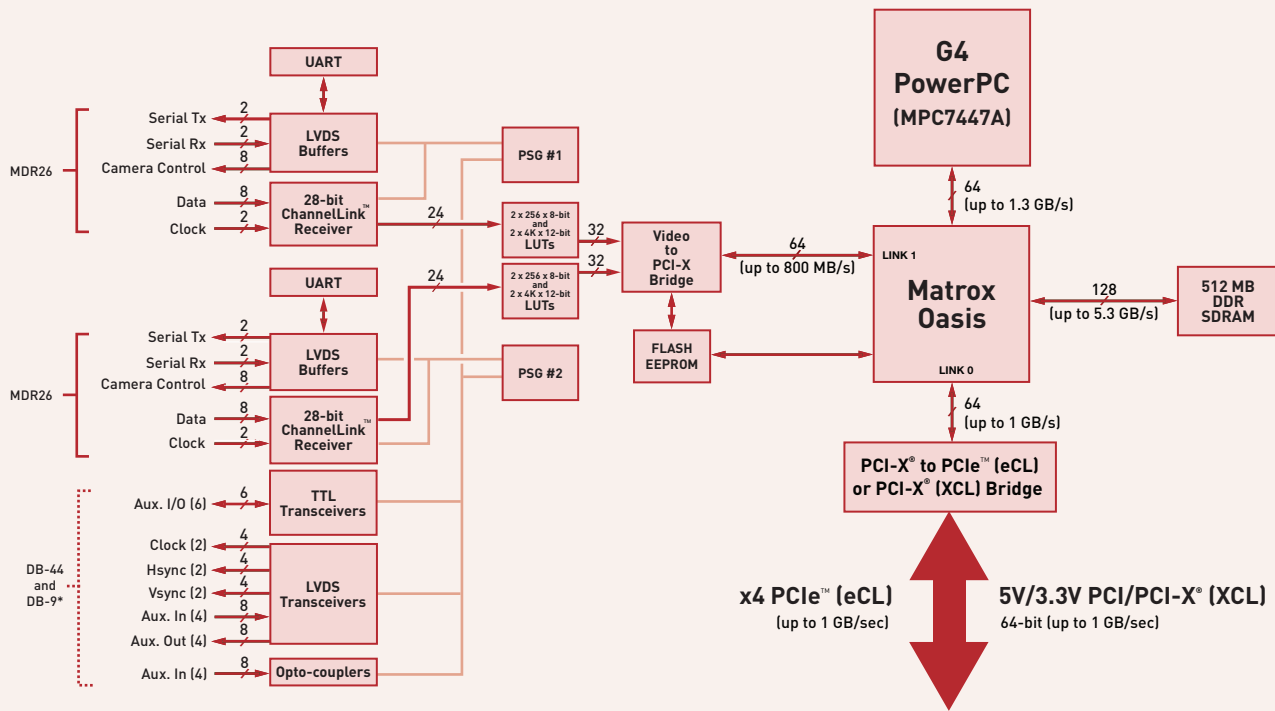 G4
PowerPC
(MPC7447A)
UART
MDR26
Serial Tx
2
Serial Rx
2
Camera Control
8
LVDS
Buffers
Data
8
Clock
2
28-bit
ChannelLink™
Receiver
PSG #1
24
2 x 256 x 8-bit
and
2 x 4K x 12-bit
LUTs
32
24
2 x 256 x 8-bit
and
2 x 4K x 12-bit
LUTs
32
Video
to
PCI-X
Bridge
64
(up to 800 MB/s)
64
(up to 1.3 GB/s)
LINK 1
Matrox
Oasis
LINK 0
128
(up to 5.3 GB/s)
512 MB
DDR
SDRAM
FLASH
EEPROM
UART
MDR26
Serial Tx
2
Serial Rx
2
Camera Control
8
LVDS
Buffers
Data
8
Clock
2
28-bit
ChannelLink™
Receiver
PSG #2
64
(up to 1 GB/s)
PCI-X® to PCIe™ (eCL)
or PCI-X® (XCL) Bridge
DB-44
and
DB-9*
Aux. I/O (6)
6
TTL
Transceivers
Clock (2)
4
Hsync (2)
4
Vsync (2)
4
Aux. In (4)
8
Aux. Out (4)
8
LVDS
Transceivers
Aux. In (4)
8
Opto-couplers
x4 PCIe™ (eCL)
(up to 1 GB/sec)
5V/3.3V PCI/PCI-X® (XCL)
64-bit (up to 1 GB/sec)